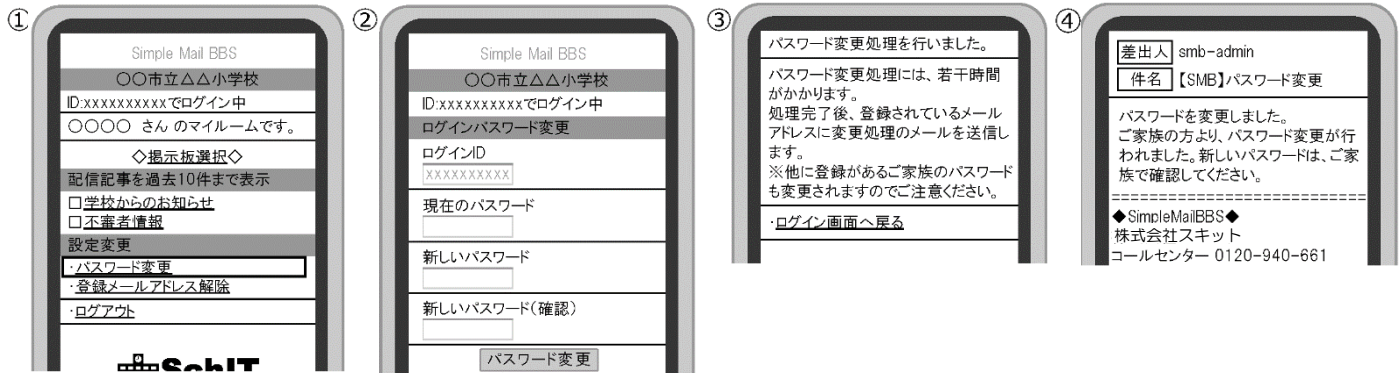 ①
Simple Mail BBS
〇〇市立△△小学校
ID:xxxxxxxxxxでログイン中
〇〇〇〇 さん のマイルームです。
◇掲示板選択◇
配信記事を過去10件まで表示
□学校からのお知らせ
□不審者情報
設定変更
・パスワード変更
・登録メールアドレス解除
・ログアウト
SchIT
②
Simple Mail BBS
〇〇市立△△小学校
ID:xxxxxxxxxxでログイン中
ログインパスワード変更
ログインID
xxxxxxxxxx
現在のパスワード
新しいパスワード
新しいパスワード(確認)
パスワード変更
③
パスワード変更処理を行いました。
パスワード変更処理には、若干時間
がかかります。
処理完了後、登録されているメール
アドレスに変更処理のメールを送信し
ます。
※他に登録があるご家族のパスワード
も変更されますのでご注意ください。
・ログイン画面へ戻る
④
差出人 smb-admin
件名 【SMB】パスワード変更
パスワードを変更しました。
ご家族の方より、パスワード変更が行
われました。新しいパスワードは、ご家
族で確認してください。
==============================
◆SimpleMailBBS◆
株式会社スキット
コールセンター 0120-940-661